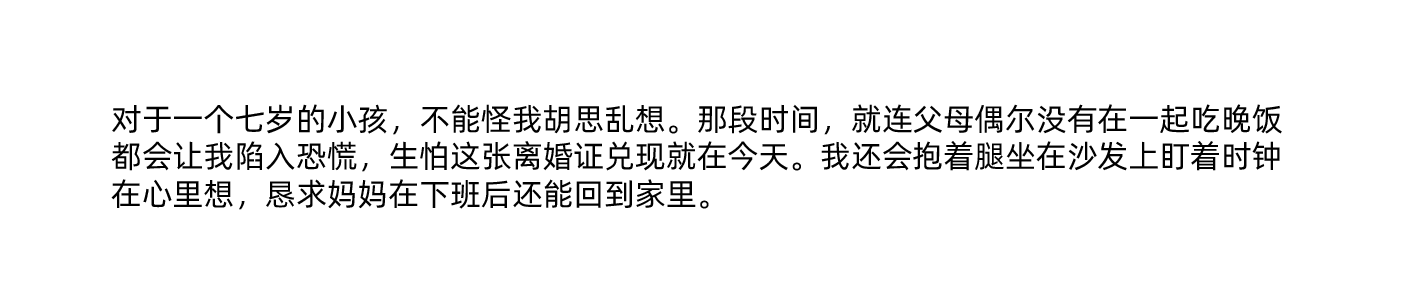 对于一个七岁的小孩，不能怪我胡思乱想。那段时间，就连父母偶尔没有在一起吃晚饭
都会让我陷入恐慌，生怕这张离婚证兑现就在今天。我还会抱着腿坐在沙发上盯着时钟
在心里想，恳求妈妈在下班后还能回到家里。